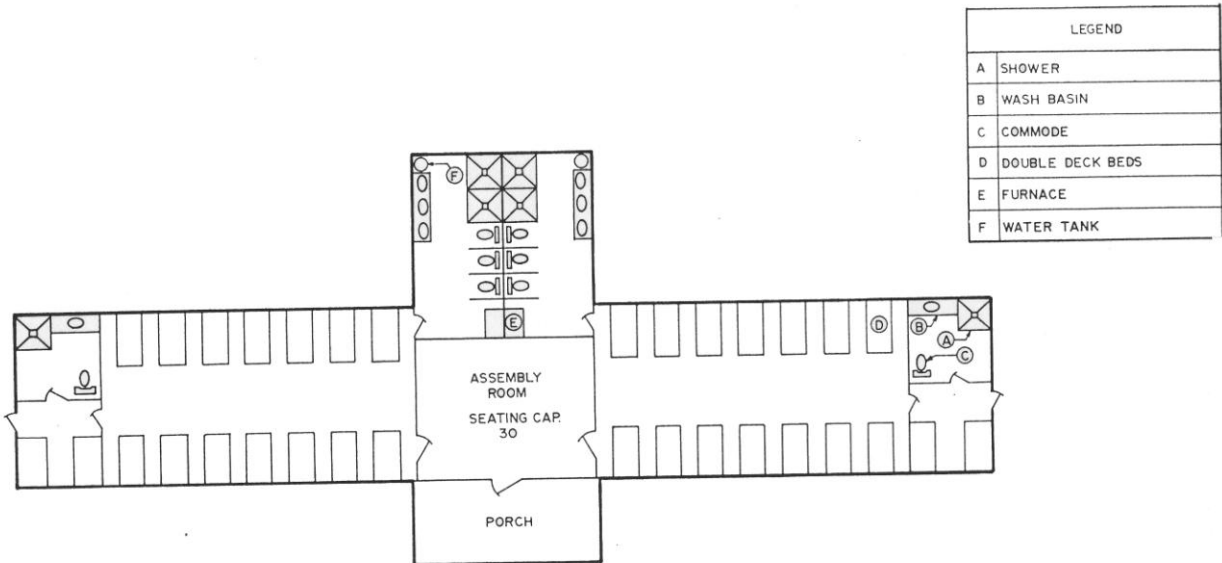 LEGEND
A SHOWER
B WASH BASIN
C COMMODE
D DOUBLE DECK BEDS
E FURNACE
F WATER TANK
F
E
D
B
A
C
ASSEMBLY
ROOM
SEATING CAP.
30
PORCH